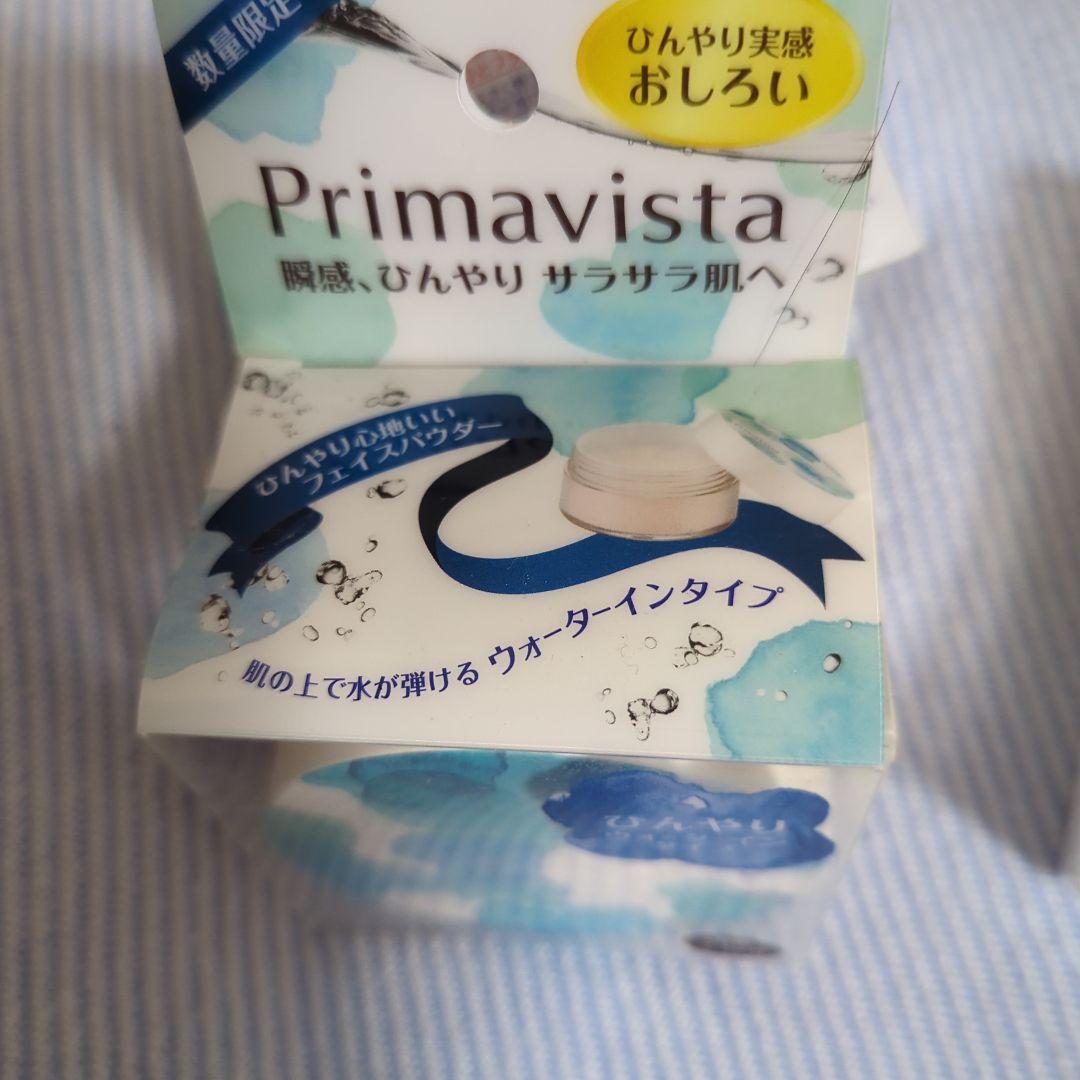 数量限定
ひんやり実感
おしろい
Primavista
瞬感、ひんやり サラサラ肌へ
ひんやり心地いい
フェイスパウダー
肌の上で水が弾ける ウォーターインタイプ
ひんやり